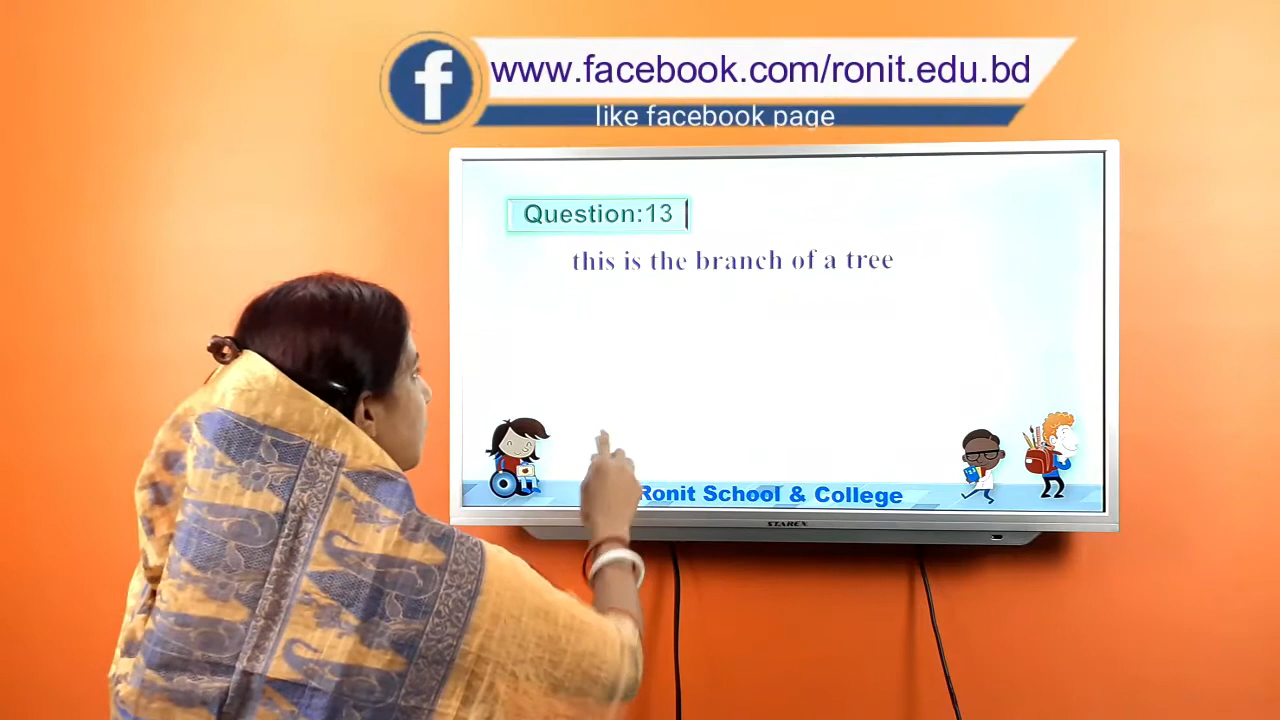 www.facebook.com/ronit.edu.bd
like facebook page
Question:13
this is the branch of a tree
Ronit School & College
STAREX